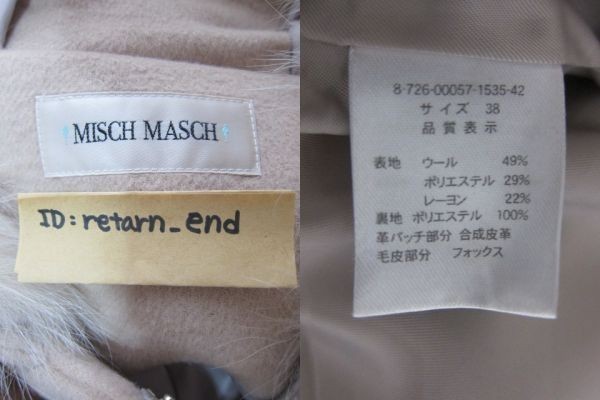 MISCH MASCH
ID:retarn_end
8-726-00057-1535-42
サイズ 38
品質表示
表地 ウール 49%
ポリエステル 29%
レーヨン 22%
裏地 ポリエステル 100%
革パッチ部分 合成皮革
毛皮部分 フォックス